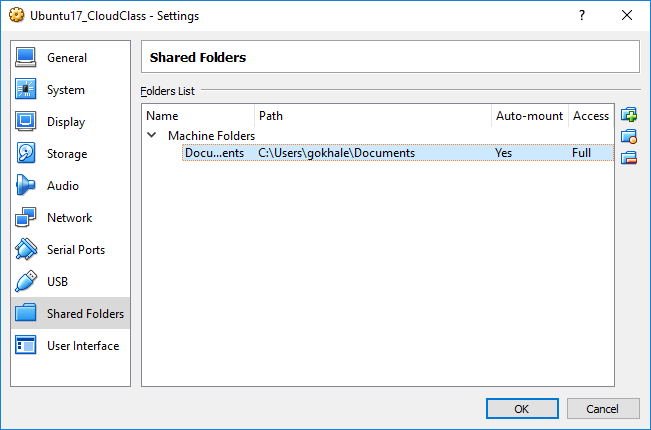 Ubuntu17_CloudClass - Settings
General
System
Display
Storage
Audio
Network
Serial Ports
USB
Shared Folders
User Interface
Shared Folders
Folders List
Name Path Auto-mount Access
Machine Folders
Docu...ents C:\Users\gokhale\Documents Yes Full
OK Cancel